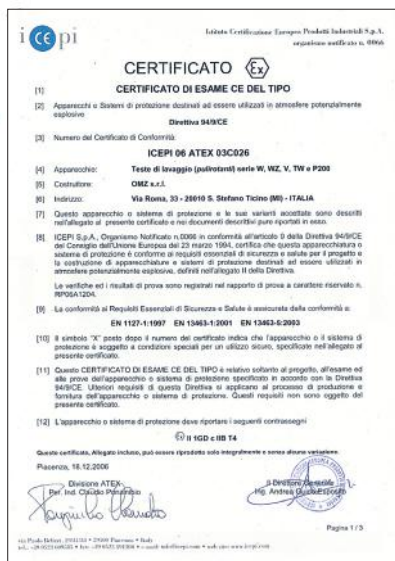 icepi
Istituto Certificazione Europea Prodotti Industriali S.p.A.
organismo notificato n. 0066
CERTIFICATO Ex
[1] CERTIFICATO DI ESAME CE DEL TIPO
[2] Apparecchi e Sistemi di protezione destinati ad essere utilizzati in atmosfere potenzialmente
esplosive
Direttiva 94/9/CE
[3] Numero del Certificato di Conformità:
ICEPI 06 ATEX 03C026
[4] Apparecchio: Teste di lavaggio (pulirotanti) serie W, WZ, V, TW e P200
[5] Costruttore: OMZ s.r.l.
[6] Indirizzo: Via Roma, 33 - 20010 S. Stefano Ticino (MI) - ITALIA
[7] Questo apparecchio o sistema di protezione e le sue varianti accettate sono descritti
nell'allegato al presente certificato e nei documenti descrittivi pure riportati in esso.
[8] ICEPI S.p.A., Organismo Notificato n.0066 in conformità all'articolo 9 della Direttiva 94/9/CE
del Consiglio dell'Unione Europea del 23 marzo 1994, certifica che questa apparecchiatura o
sistema di protezione è conforme ai requisiti essenziali di sicurezza e salute per il progetto e
la costruzione di apparecchiature e sistemi di protezione destinati ad essere utilizzati in
atmosfere potenzialmente esplosive, definiti nell'allegato II della Direttiva.
Le verifiche ed i risultati di prova sono registrati nel rapporto di prova a carattere riservato n.
RP05A1204.
[9] La conformità ai Requisiti Essenziali di Sicurezza e Salute è assicurata dalla conformità a:
EN 1127-1:1997 EN 13463-1:2001 EN 13463-5:2003
[10] Il simbolo "X" posto dopo il numero del certificato indica che l'apparecchio o il sistema di
protezione è soggetto a condizioni speciali per un utilizzo sicuro, specificate nell'allegato al
presente certificato.
[11] Questo CERTIFICATO DI ESAME CE DEL TIPO è relativo soltanto al progetto, all'esame ed
alle prove dell'apparecchio o sistema di protezione specificato in accordo con la Direttiva
94/9/CE. Ulteriori requisiti di questa Direttiva si applicano al processo di produzione e
fornitura dell'apparecchio o sistema di protezione. Questi requisiti non sono oggetto del
presente certificato.
[12] L'apparecchio o sistema di protezione deve riportare i seguenti contrassegni
Ex II 1GD c IIB T4
Questo certificato, Allegato incluso, può essere riprodotto solo integralmente e senza alcuna variazione.
Piacenza, 18.12.2006
Divisione ATEX
Per. Ind. Claudio
Il Direttore Generale
Ing. Andrea
Pagina 1 / 3